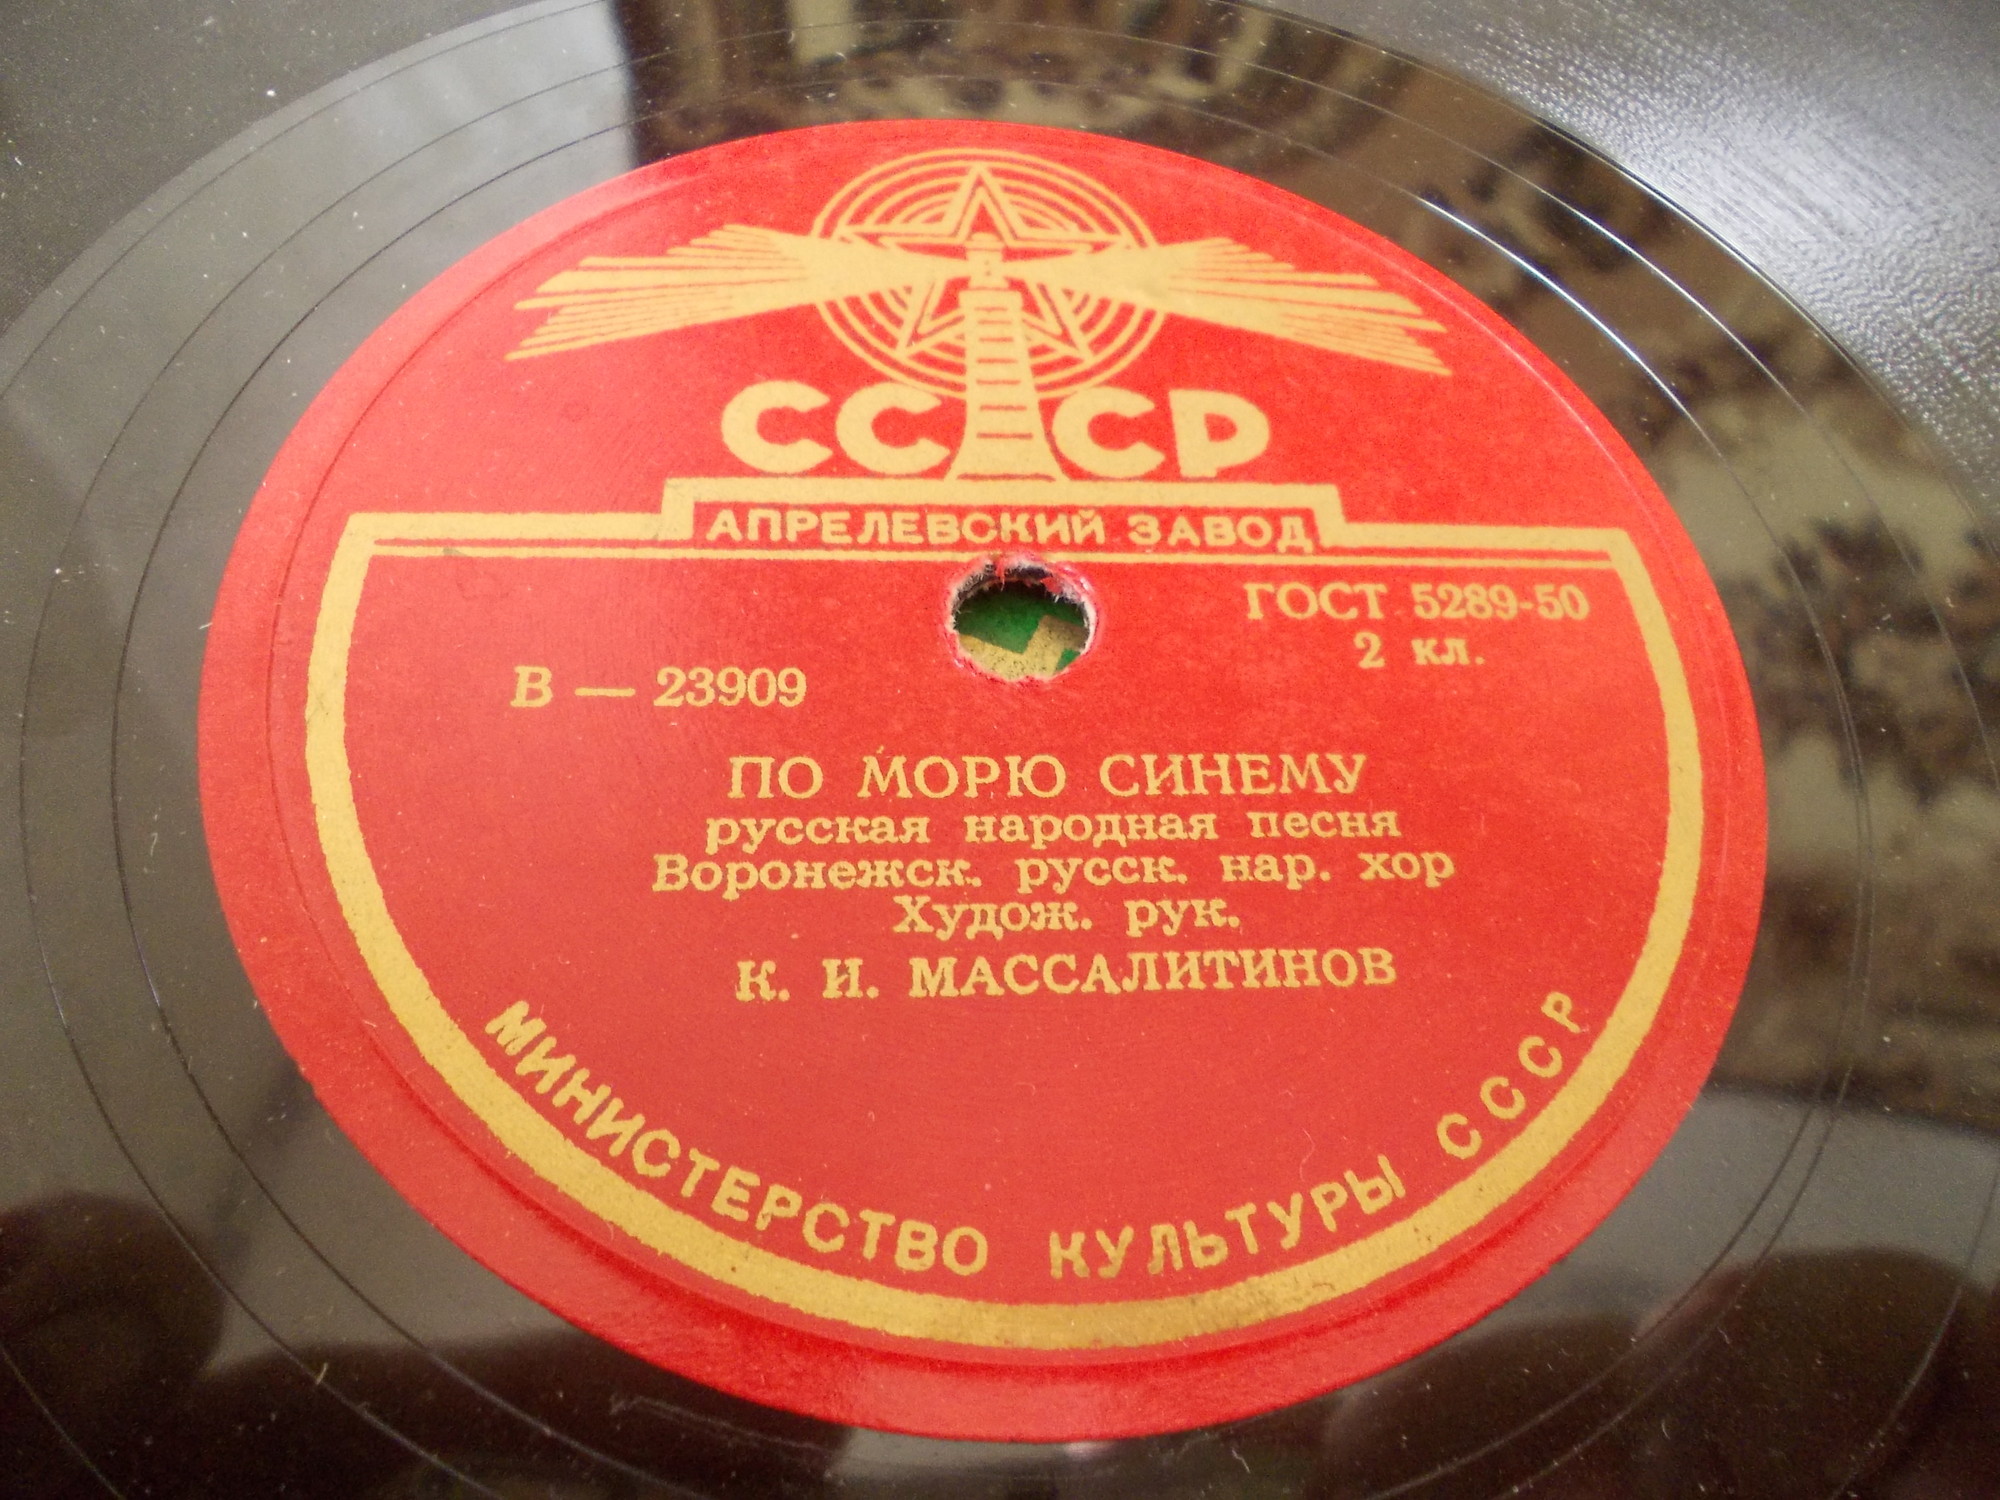 СССР
АПРЕЛЕВСКИЙ ЗАВОД
ГОСТ 5289-50
2 кл.
В — 23909
ПО МОРЮ СИНЕМУ
русская народная песня
Воронежск. русск. нар. хор
Худож. рук.
К. И. МАССАЛИТИНОВ
МИНИСТЕРСТВО КУЛЬТУРЫ СССР